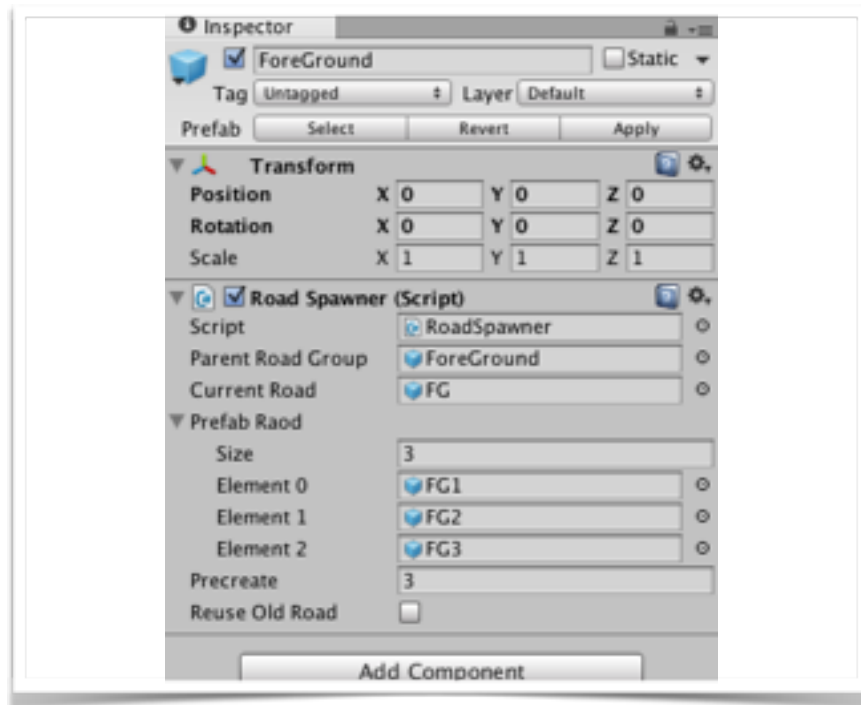 Inspector
ForeGround Static
Tag Untagged Layer Default
Prefab Select Revert Apply
Transform
Position X 0 Y 0 Z 0
Rotation X 0 Y 0 Z 0
Scale X 1 Y 1 Z 1
Road Spawner (Script)
Script RoadSpawner
Parent Road Group ForeGround
Current Road FG
Prefab Raod
Size 3
Element 0 FG1
Element 1 FG2
Element 2 FG3
Precreate 3
Reuse Old Road
Add Component